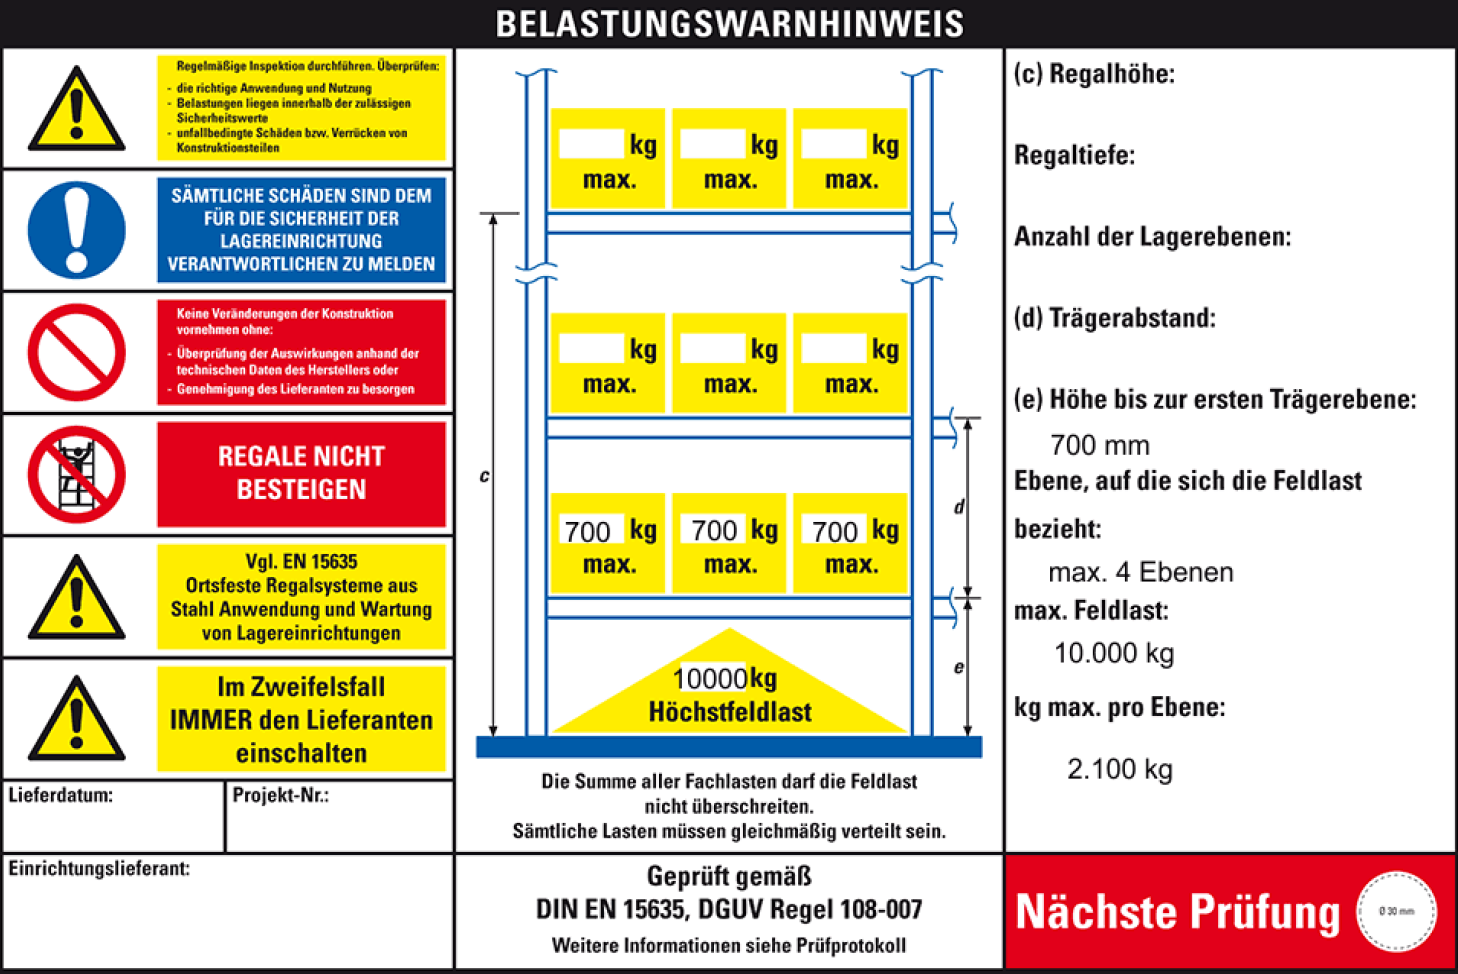 BELASTUNGSWARNHINWEIS
Regelmäßige Inspektion durchführen. Überprüfen:
- die richtige Anwendung und Nutzung
- Belastungen liegen innerhalb der zulässigen
Sicherheitswerte
- unfallbedingte Schäden bzw. Verrücken von
Konstruktionsteilen
SÄMTLICHE SCHÄDEN SIND DEM
FÜR DIE SICHERHEIT DER
LAGEREINRICHTUNG
VERANTWORTLICHEN ZU MELDEN
Keine Veränderungen der Konstruktion
vornehmen ohne:
- Überprüfung der Auswirkungen anhand der
technischen Daten des Herstellers oder
- Genehmigung des Lieferanten zu besorgen
REGALE NICHT
BESTEIGEN
Vgl. EN 15635
Ortsfeste Regalsysteme aus
Stahl Anwendung und Wartung
von Lagereinrichtungen
Im Zweifelsfall
IMMER den Lieferanten
einschalten
Lieferdatum:
Projekt-Nr.:
Einrichtungslieferant:
kg kg kg
max. max. max.
kg kg kg
max. max. max.
c
d
700 kg 700 kg 700 kg
max. max. max.
e
10000 kg
Höchstfeldlast
Die Summe aller Fachlasten darf die Feldlast
nicht überschreiten.
Sämtliche Lasten müssen gleichmäßig verteilt sein.
Geprüft gemäß
DIN EN 15635, DGUV Regel 108-007
Weitere Informationen siehe Prüfprotokoll
(c) Regalhöhe:
Regaltiefe:
Anzahl der Lagerebenen:
(d) Trägerabstand:
(e) Höhe bis zur ersten Trägerebene:
700 mm
Ebene, auf die sich die Feldlast
bezieht:
max. 4 Ebenen
max. Feldlast:
10.000 kg
kg max. pro Ebene:
2.100 kg
Nächste Prüfung
Ø 30 mm